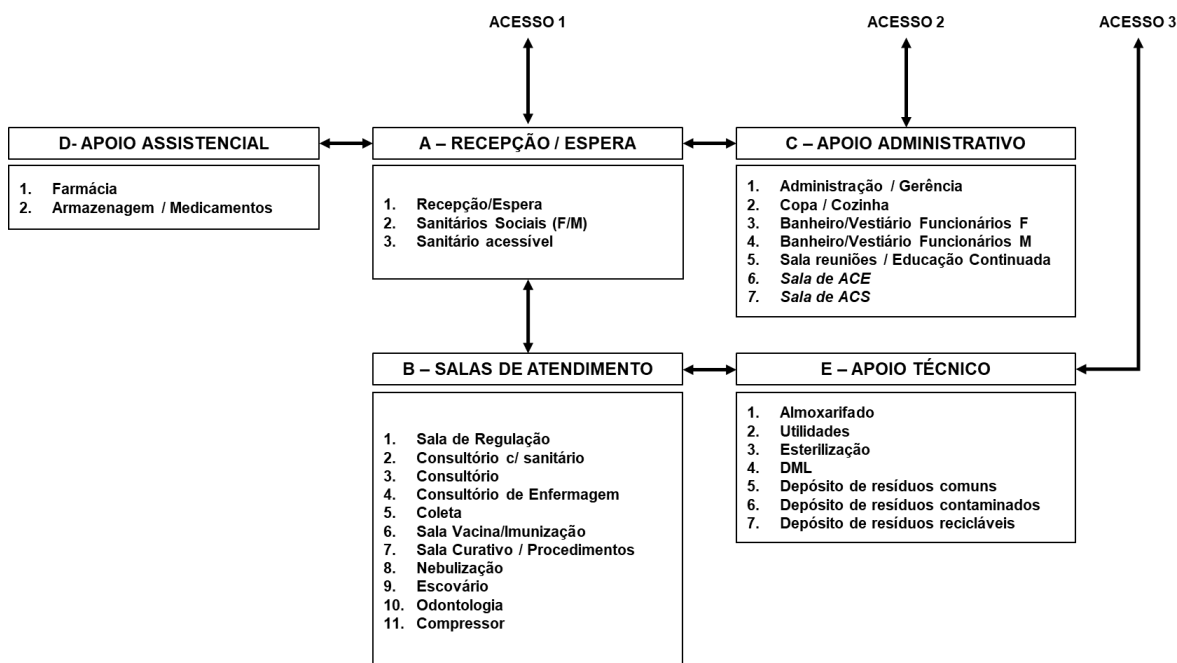 ACESSO 1
ACESSO 2
ACESSO 3
D- APOIO ASSISTENCIAL
1. Farmácia
2. Armazenagem / Medicamentos
A – RECEPÇÃO / ESPERA
1. Recepção/Espera
2. Sanitários Sociais (F/M)
3. Sanitário acessível
C – APOIO ADMINISTRATIVO
1. Administração / Gerência
2. Copa / Cozinha
3. Banheiro/Vestiário Funcionários F
4. Banheiro/Vestiário Funcionários M
5. Sala reuniões / Educação Continuada
6. Sala de ACE
7. Sala de ACS
B – SALAS DE ATENDIMENTO
1. Sala de Regulação
2. Consultório c/ sanitário
3. Consultório
4. Consultório de Enfermagem
5. Coleta
6. Sala Vacina/Imunização
7. Sala Curativo / Procedimentos
8. Nebulização
9. Escovário
10. Odontologia
11. Compressor
E – APOIO TÉCNICO
1. Almoxarifado
2. Utilidades
3. Esterilização
4. DML
5. Depósito de resíduos comuns
6. Depósito de resíduos contaminados
7. Depósito de resíduos recicláveis